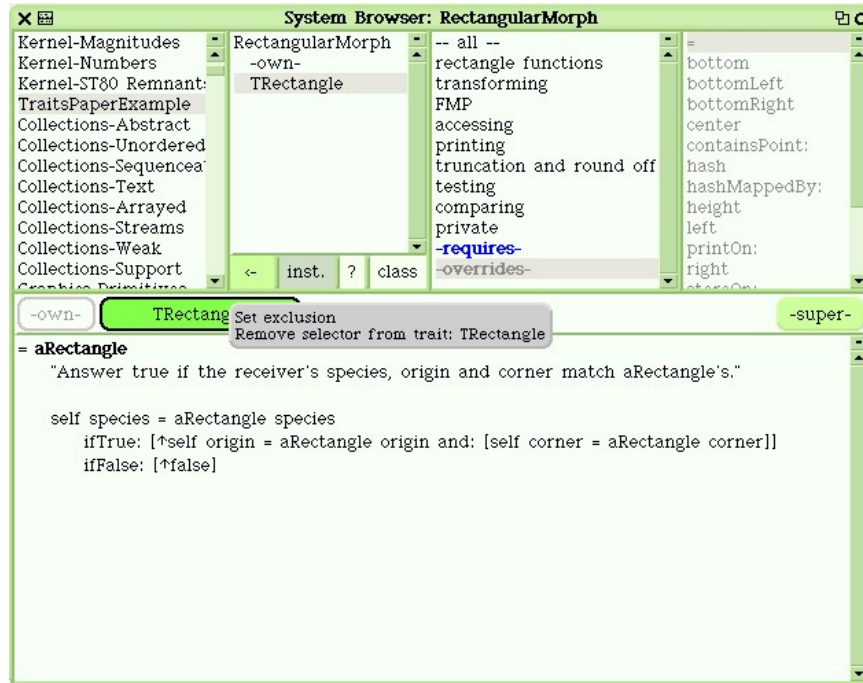 System Browser: RectangularMorph
Kernel-Magnitudes
Kernel-Numbers
Kernel-ST80
TraitsPaperExample
Collections-Abstract
Collections-Unordered
Collections-Sequencea
Collections-Text
Collections-Arrayed
Collections-Streams
Collections-Weak
Collections-Support
RectangularMorph
-own-
TRectangle
<- inst. ? class
-- all --
rectangle functions
transforming
FMP
accessing
printing
truncation and round off
testing
comparing
private
-requires-
-overrides-
=
bottom
bottomLeft
bottomRight
center
containsPoint:
hash
hashMappedBy:
height
left
printOn:
right
-own- TRectang -super-
Set exclusion
Remove selector from trait: TRectangle
= aRectangle
"Answer true if the receiver's species, origin and corner match aRectangle's."
self species = aRectangle species
ifTrue: [↑self origin = aRectangle origin and: [self corner = aRectangle corner]]
ifFalse: [↑false]